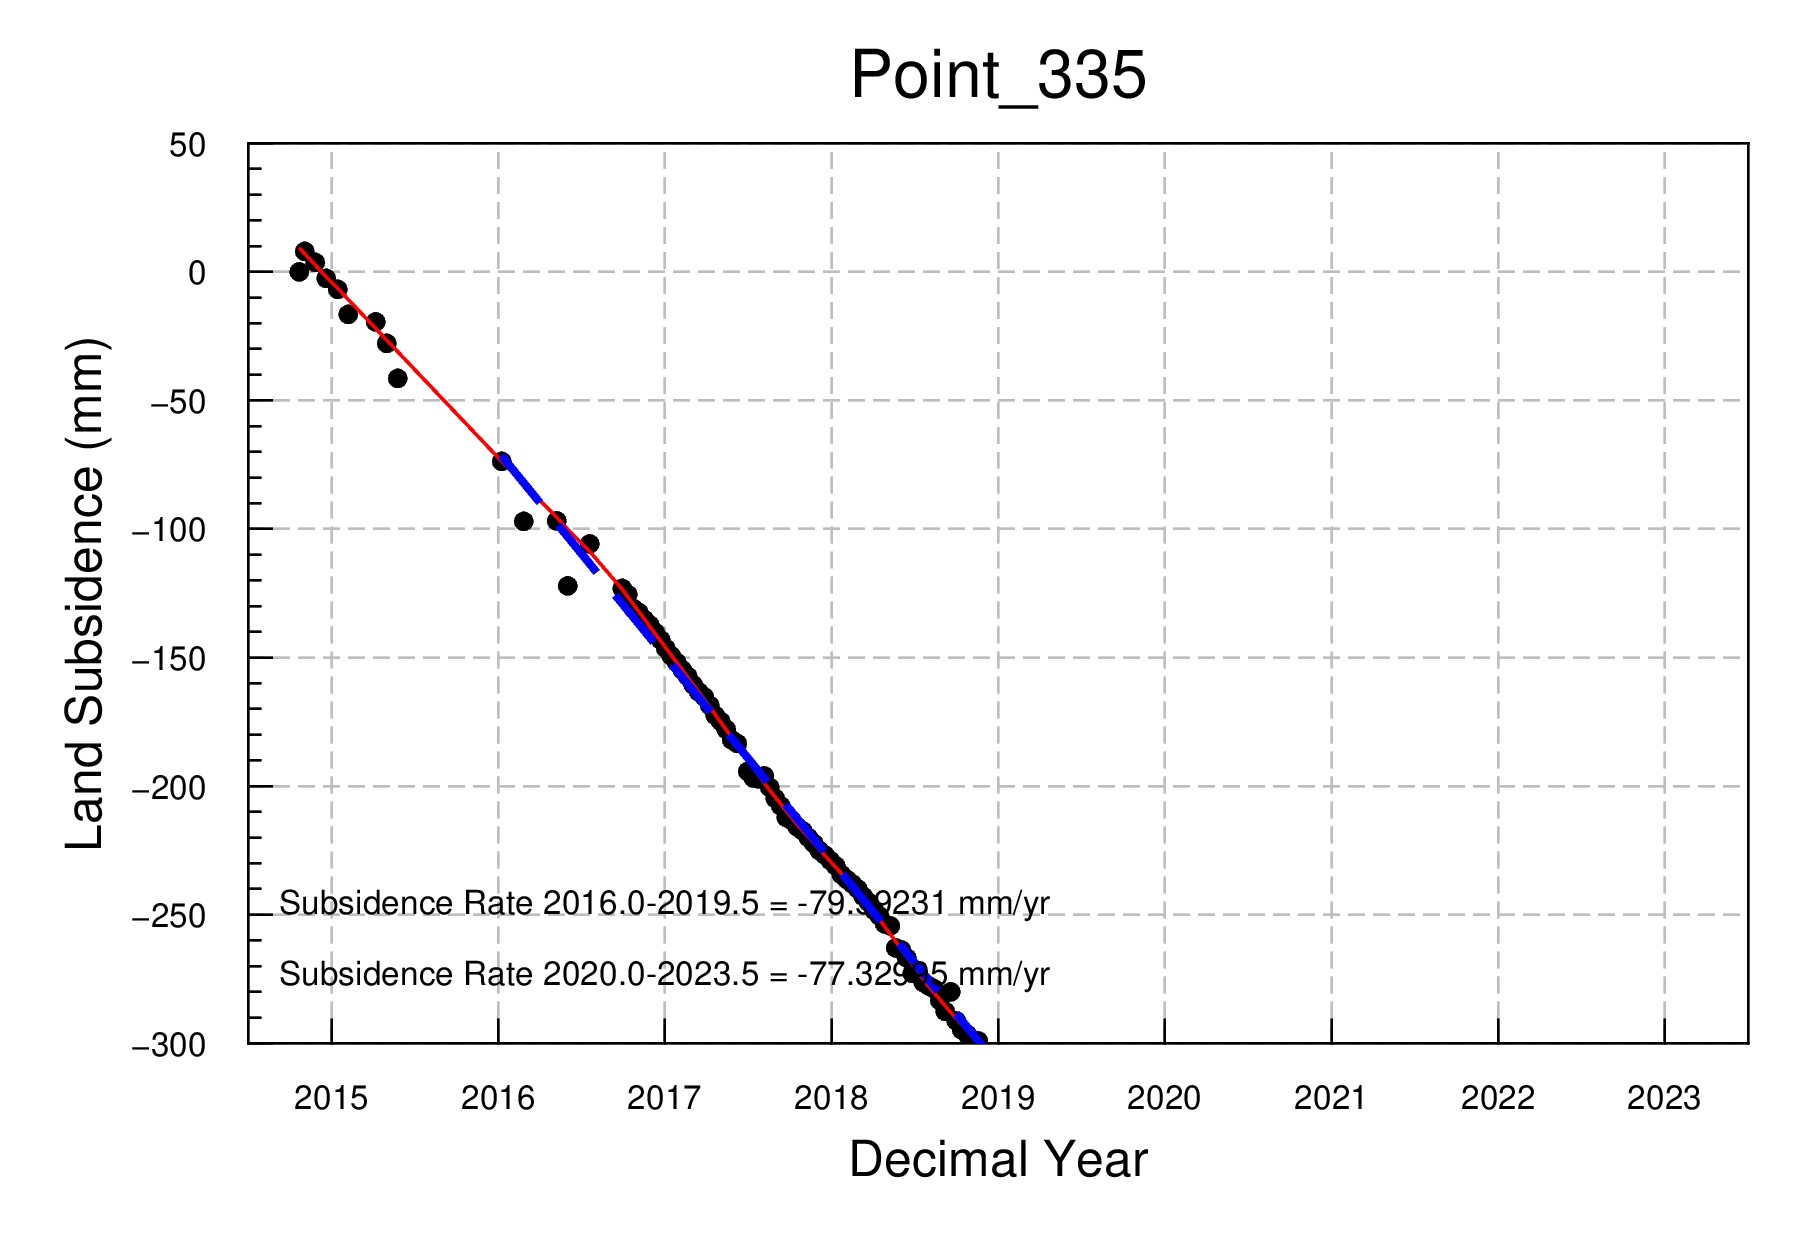 Point_335
50
0
−50
−100
−150
−200
−250
−300
Land Subsidence (mm)
Subsidence Rate 2016.0-2019.5 = mm/yr
Subsidence Rate 2020.0-2023.5 = mm/yr
2015 2016 2017 2018 2019 2020 2021 2022 2023
Decimal Year